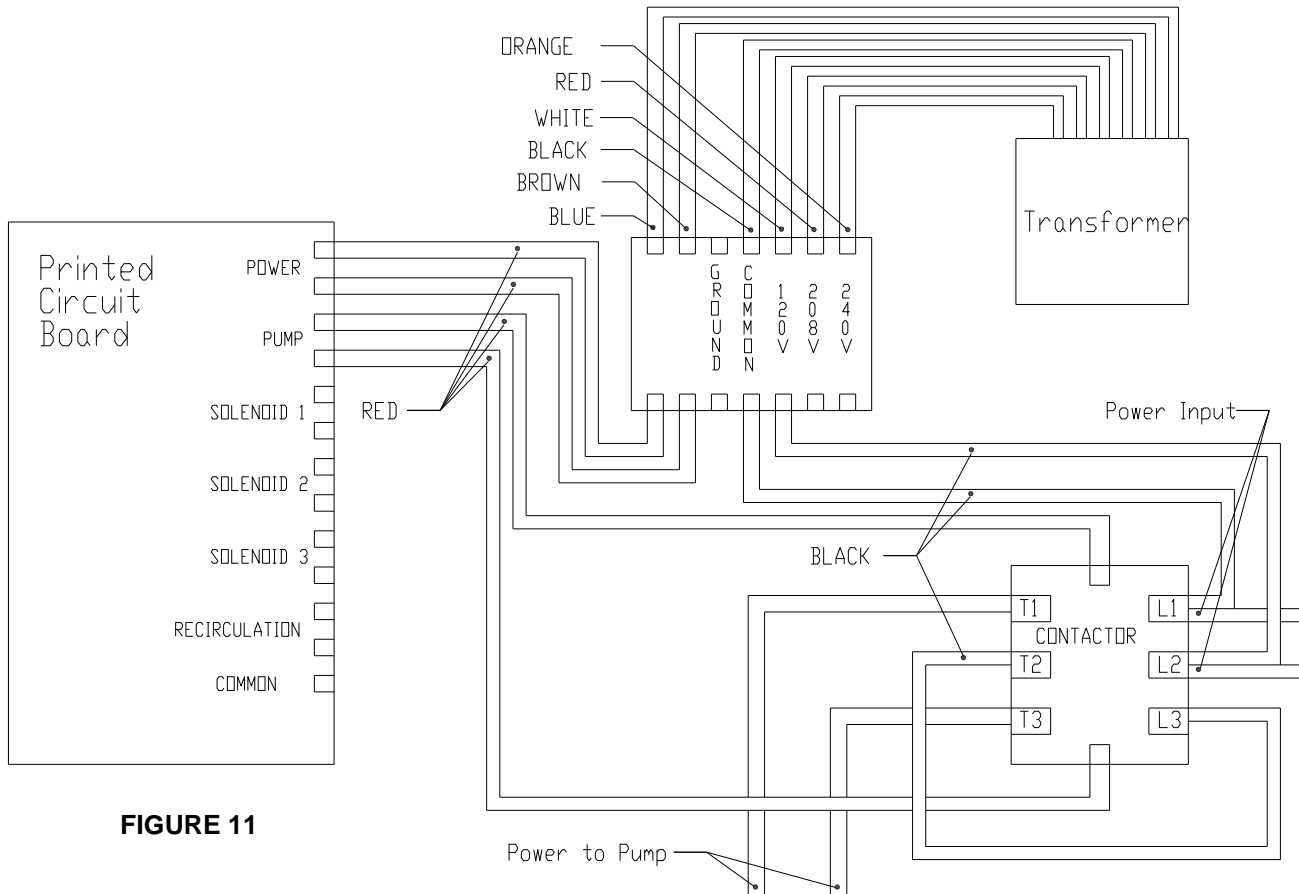 ORANGE
RED
WHITE
BLACK
BROWN
BLUE
Transformer
Printed
Circuit
Board
POWER
PUMP
SOLENOID 1
SOLENOID 2
SOLENOID 3
RECIRCULATION
COMMON
RED
GROUND
COMMON
120V
208V
240V
Power Input
BLACK
T1
L1
CONTACTOR
T2
L2
T3
L3
FIGURE 11
Power to Pump